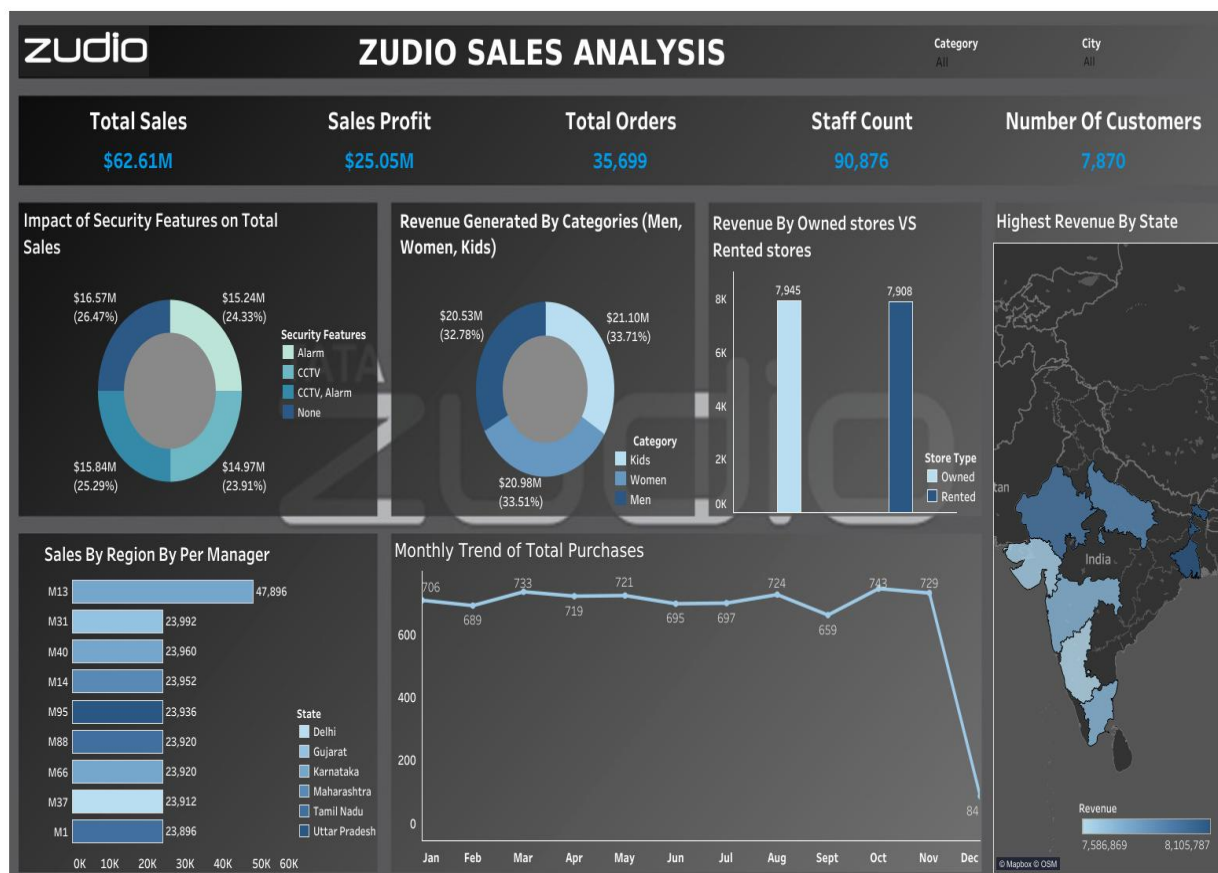 zudio
ZUDIO SALES ANALYSIS
Category
All
City
All
Total Sales
$62.61M
Sales Profit
$25.05M
Total Orders
35,699
Staff Count
90,876
Number Of Customers
7,870
Impact of Security Features on Total
Sales
$16.57M
(26.47%)
$15.24M
(24.33%)
$15.84M
(25.29%)
$14.97M
(23.91%)
Security Features
Alarm
CCTV
CCTV, Alarm
None
Revenue Generated By Categories (Men,
Women, Kids)
$20.53M
(32.78%)
$21.10M
(33.71%)
$20.98M
(33.51%)
Category
Kids
Women
Men
TATA
zudio
Revenue By Owned stores VS
Rented stores
8K
6K
4K
2K
0K
7,945
7,908
Store Type
Owned
Rented
Highest Revenue By State
tan
India
Revenue
7,586,869
8,105,787
© Mapbox © OSM
Sales By Region By Per Manager
M13 47,896
M31 23,992
M40 23,960
M14 23,952
M95 23,936
M88 23,920
M66 23,920
M37 23,912
M1 23,896
0K 10K 20K 30K 40K 50K 60K
State
Delhi
Gujarat
Karnataka
Maharashtra
Tamil Nadu
Uttar Pradesh
Monthly Trend of Total Purchases
600
400
200
0
706
689
733
719
721
695
697
724
659
743
729
84
Jan Feb Mar Apr May Jun Jul Aug Sept Oct Nov Dec